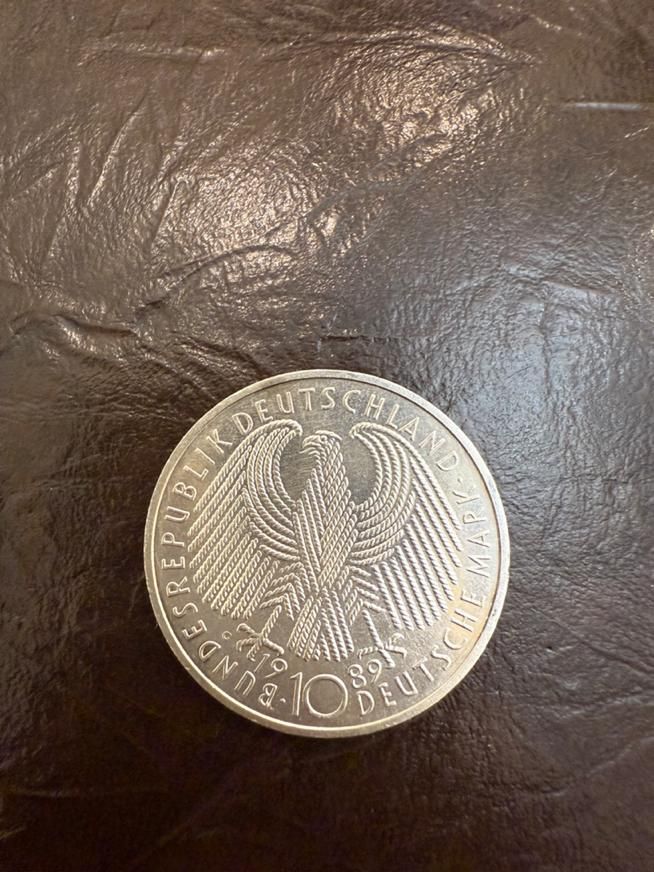 BUNDESREPUBLIK DEUTSCHLAND · DEUTSCHE MARK ·
G
19 89
10